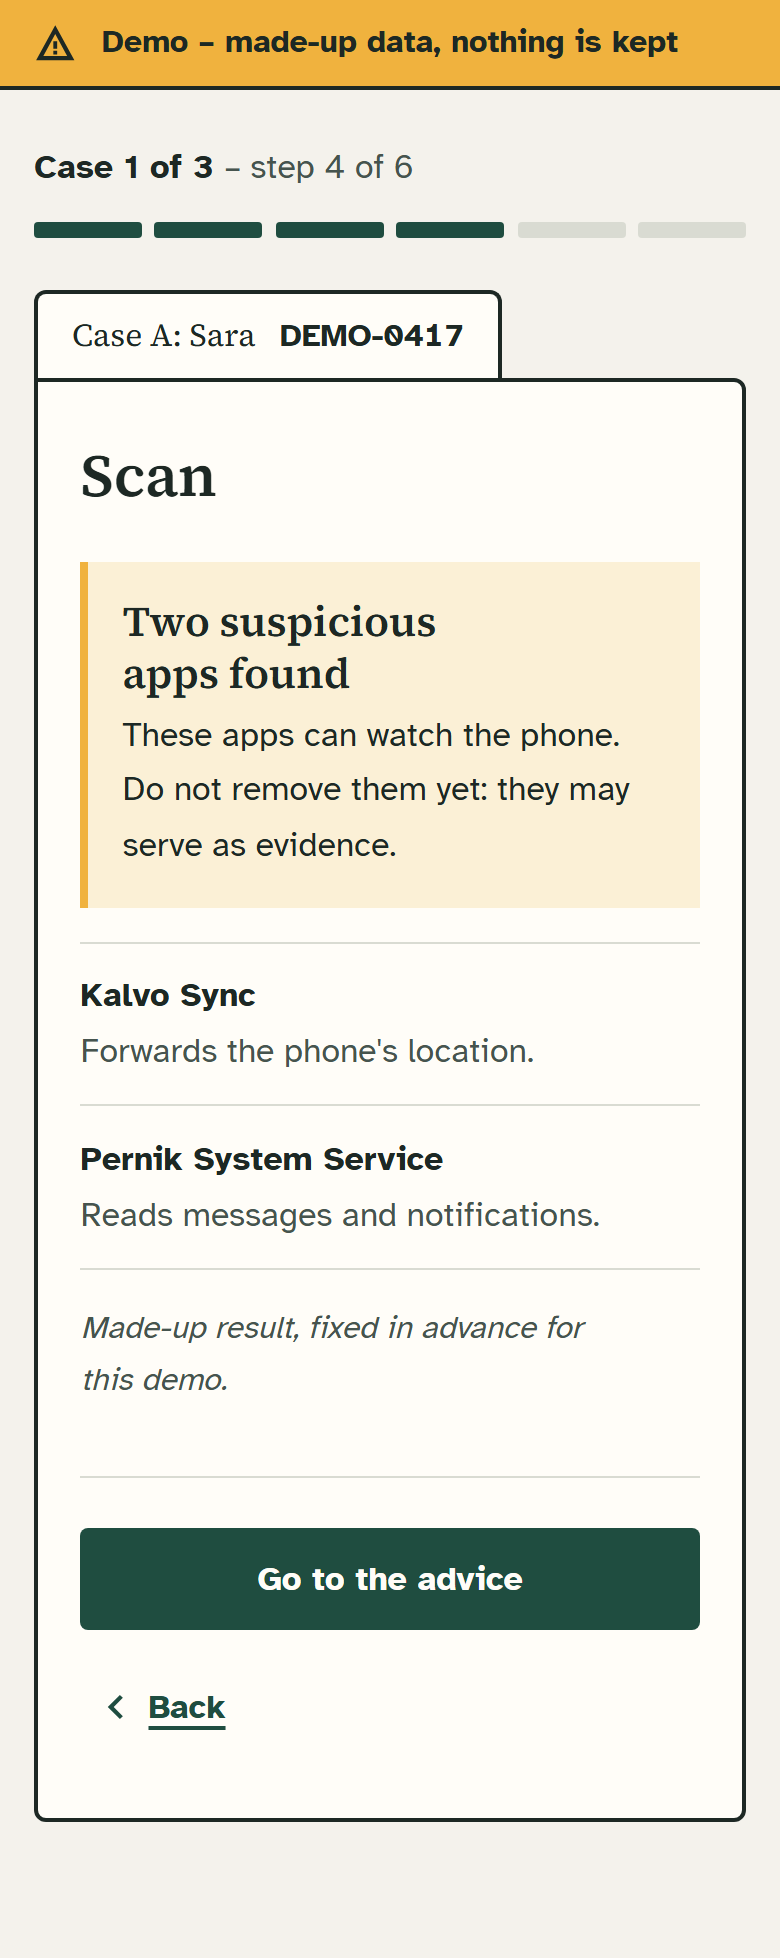 Demo – made-up data, nothing is kept
Case 1 of 3 – step 4 of 6
Case A: Sara DEMO-0417
Scan
Two suspicious
apps found
These apps can watch the phone.
Do not remove them yet: they may
serve as evidence.
Kalvo Sync
Forwards the phone's location.
Pernik System Service
Reads messages and notifications.
Made-up result, fixed in advance for
this demo.
Go to the advice
Back